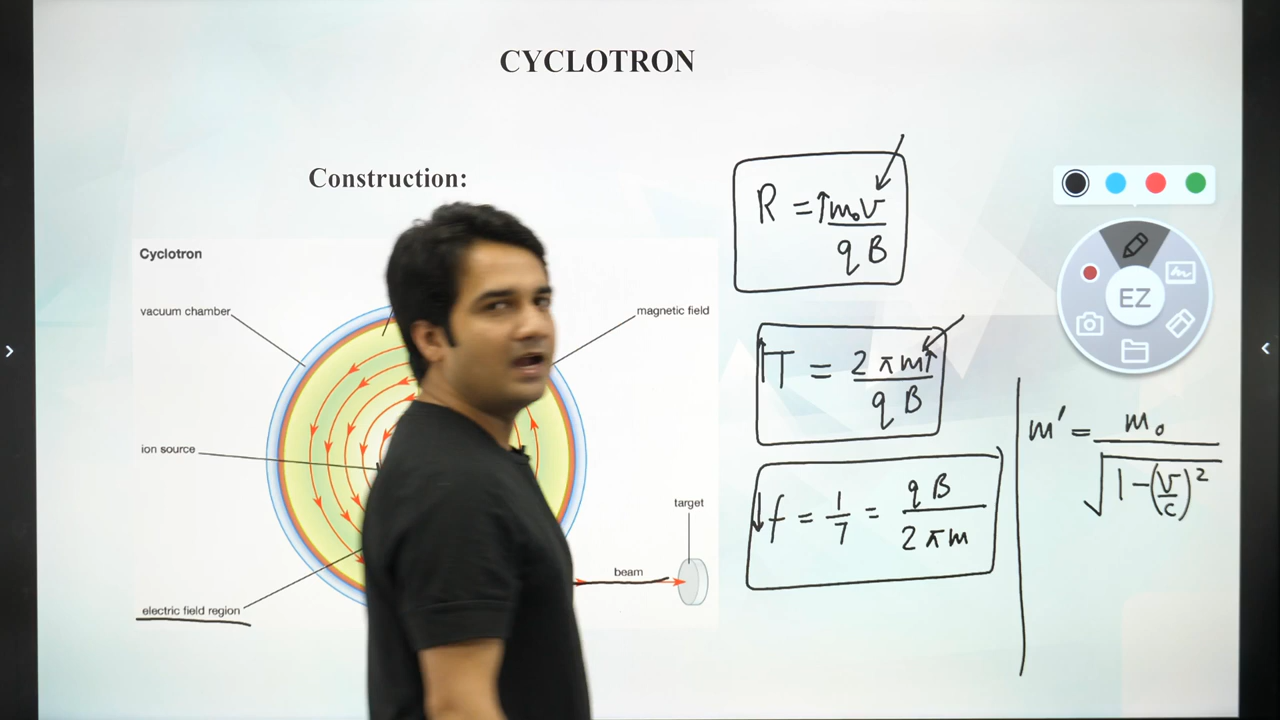 CYCLOTRON
Construction:
Cyclotron
vacuum chamber
magnetic field
ion source
target
beam
electric field region
R = ↑m₀v / qB
↑T = 2πm↑ / qB
↓f = 1/T = qB / 2πm
m' = m₀ / √(1-(v/c)²)
EZ